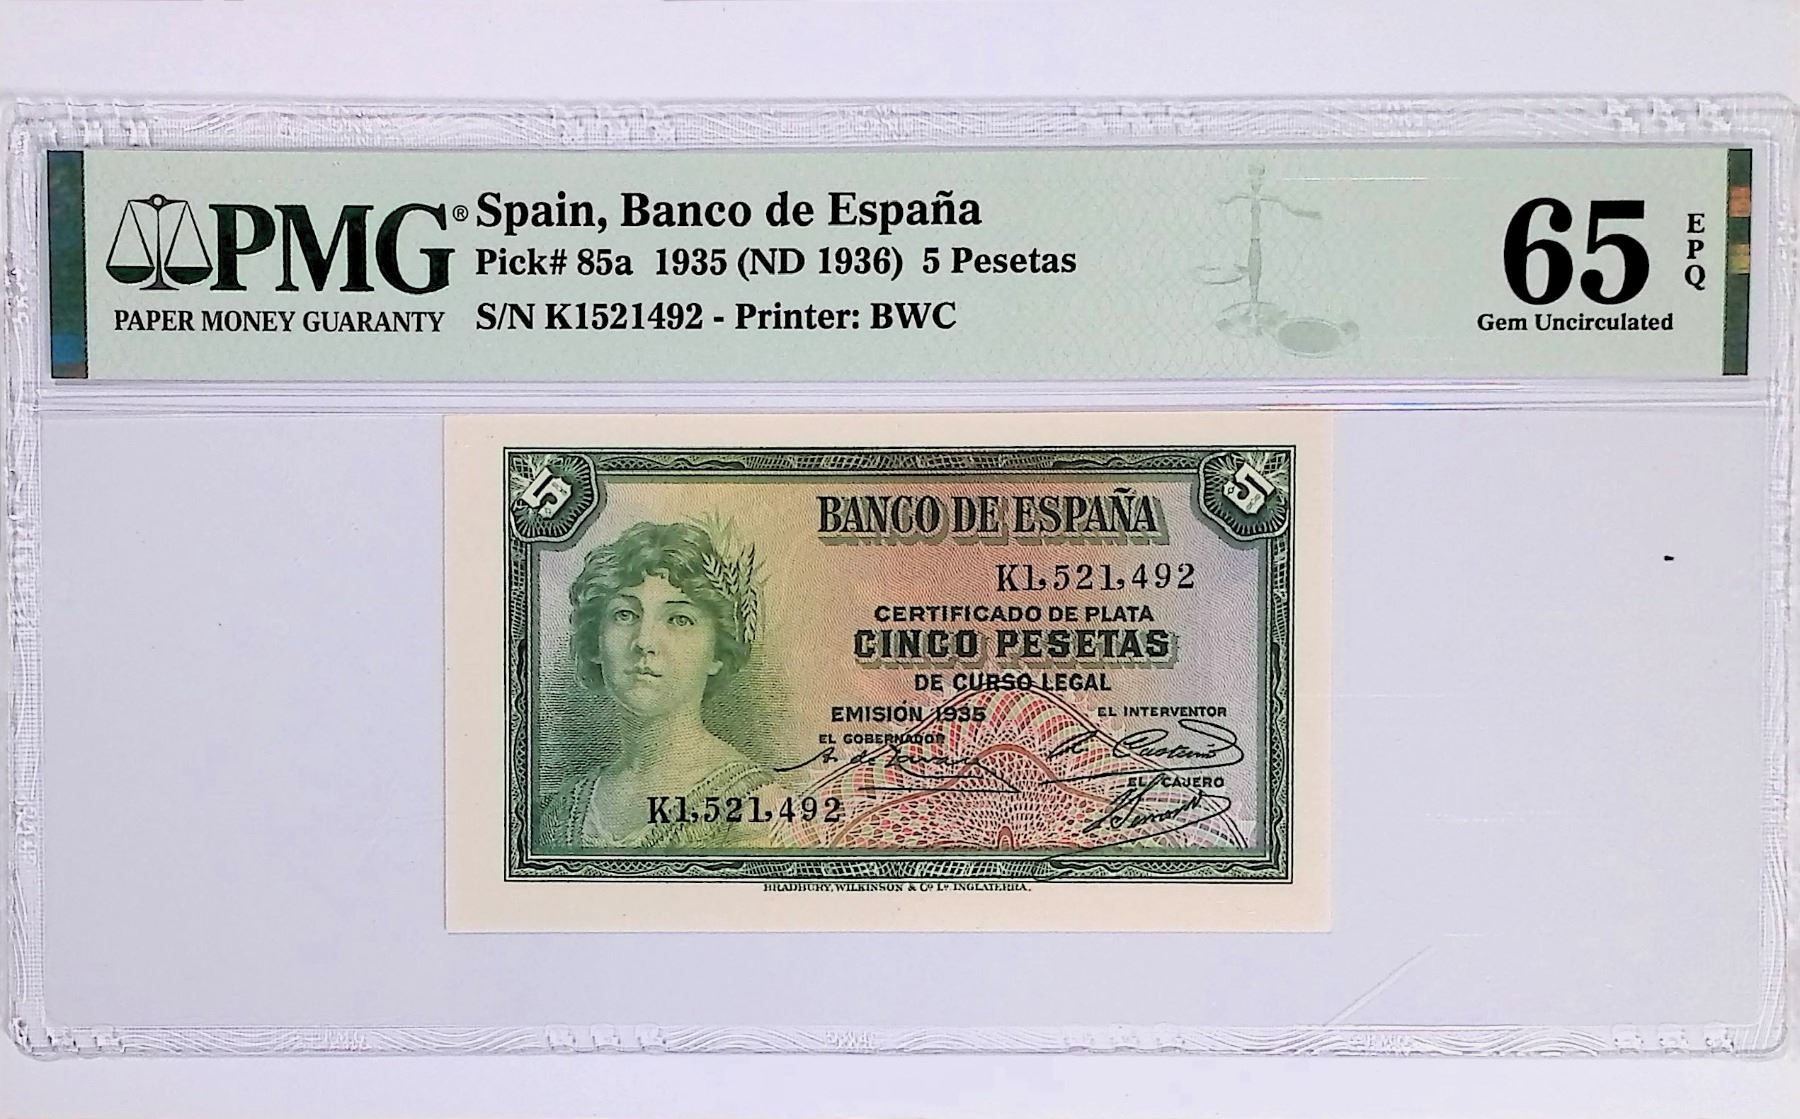 PMG®
PAPER MONEY GUARANTY
Spain, Banco de España
Pick# 85a 1935 (ND 1936) 5 Pesetas
S/N K1521492 - Printer: BWC
65
EPQ
Gem Uncirculated
5
5
BANCO DE ESPAÑA
K1,521,492
CERTIFICADO DE PLATA
CINCO PESETAS
DE CURSO LEGAL
EMISIÓN 1935
EL INTERVENTOR
EL GOBERNADOR
EL CAJERO
K1,521,492
BRADBURY, WILKINSON & Cº Lº INGLATERRA.